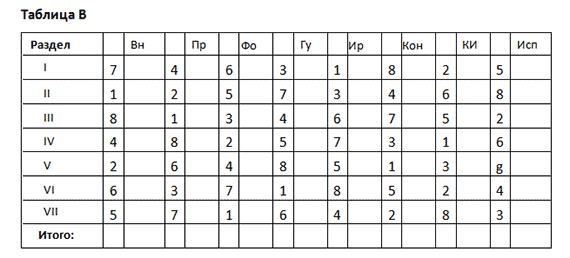 Таблица В
Раздел Вн Пр Фо Гу Ир Кон КИ Исп
I 7 4 6 3 1 8 2 5
II 1 2 5 7 3 4 6 8
III 8 1 3 4 6 7 5 2
IV 4 8 2 5 7 3 1 6
V 2 6 4 8 5 1 3 g
VI 6 3 7 1 8 5 2 4
VII 5 7 1 6 4 2 8 3
Итого: